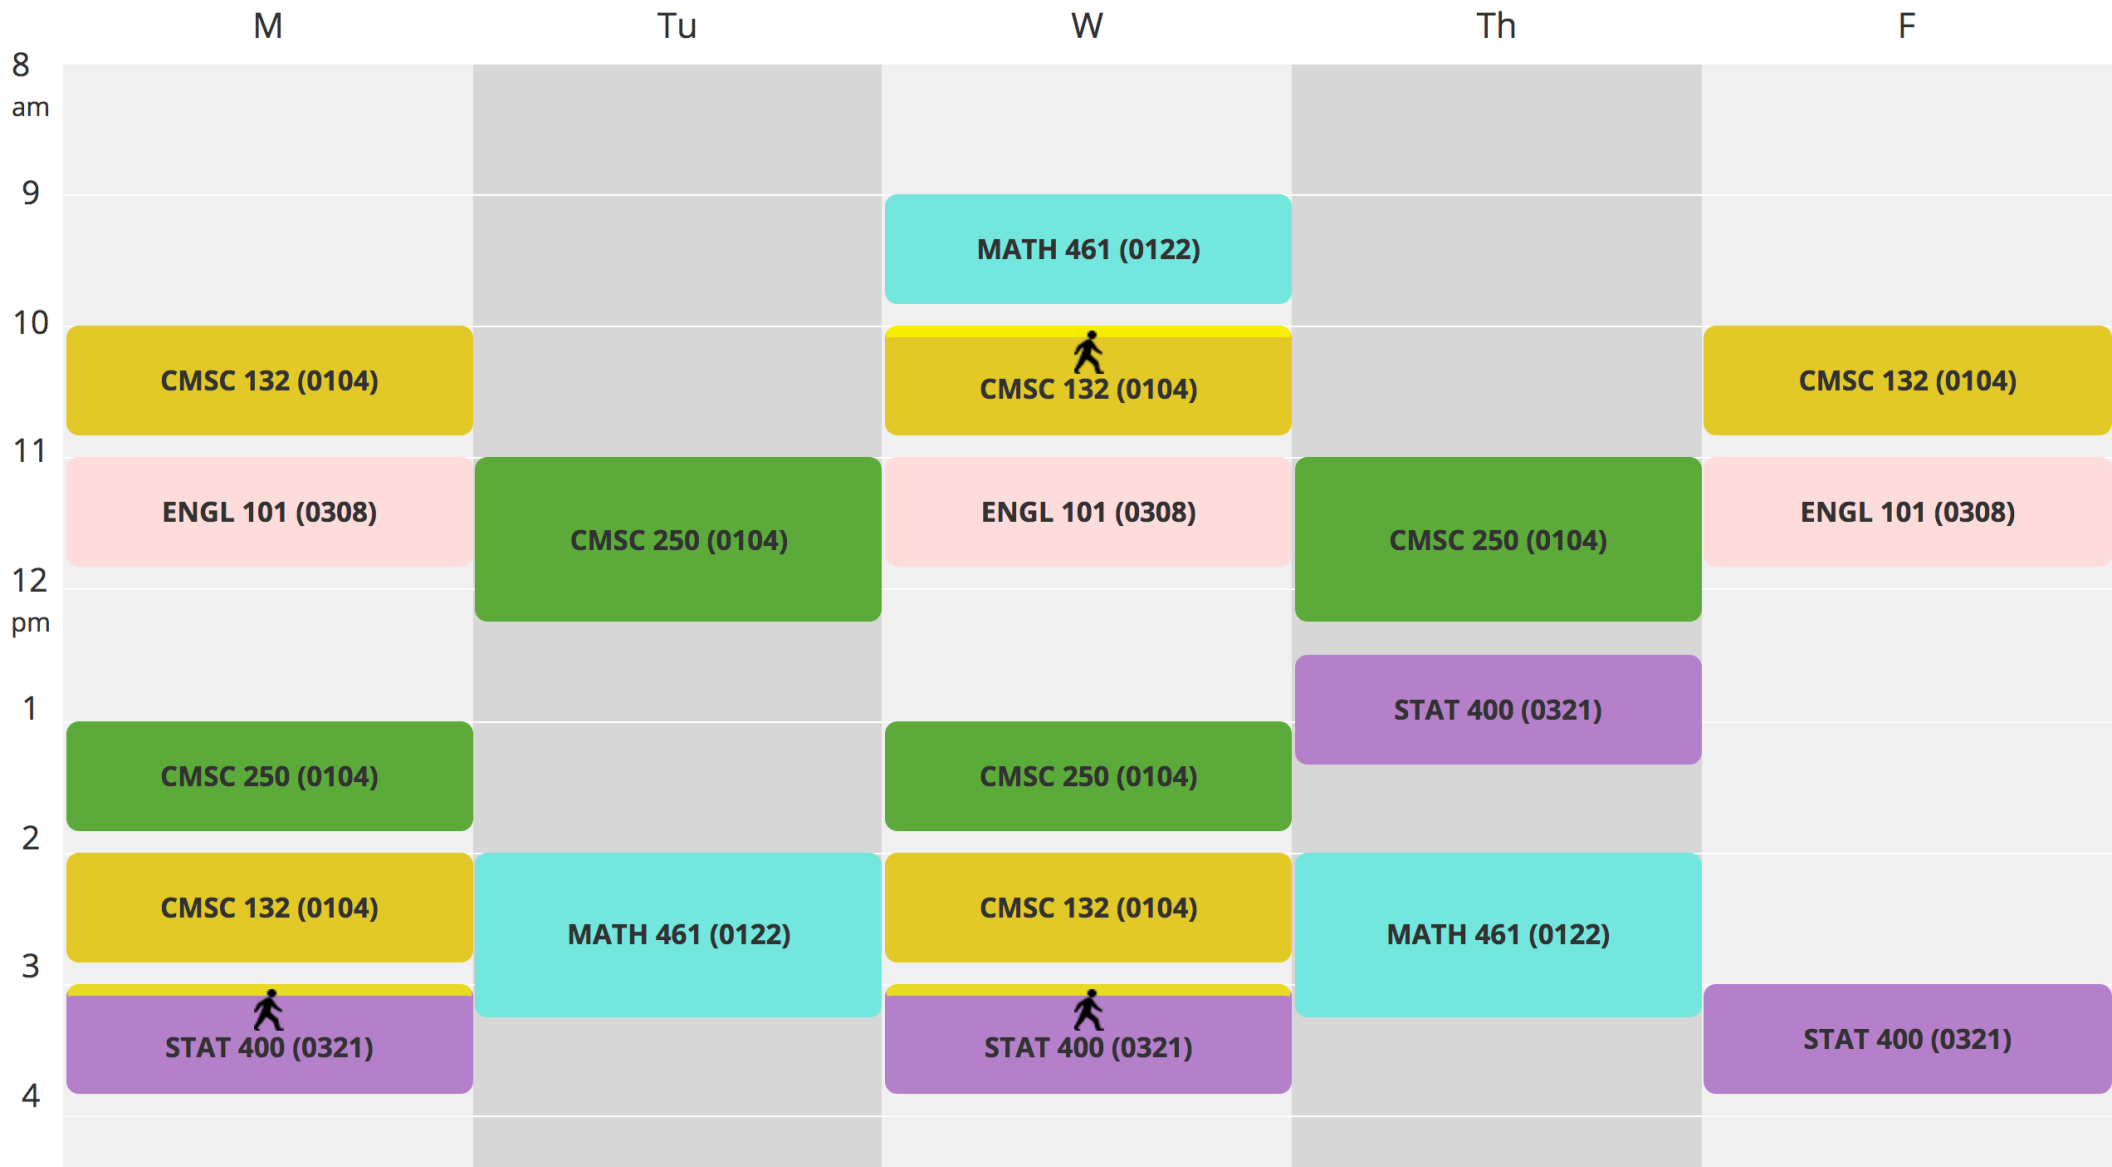 M Tu W Th F
8
am
9
MATH 461 (0122)
10
CMSC 132 (0104) CMSC 132 (0104) CMSC 132 (0104)
11
ENGL 101 (0308) CMSC 250 (0104) ENGL 101 (0308) CMSC 250 (0104) ENGL 101 (0308)
12
pm
STAT 400 (0321)
1
CMSC 250 (0104) CMSC 250 (0104)
2
CMSC 132 (0104) MATH 461 (0122) CMSC 132 (0104) MATH 461 (0122)
3
STAT 400 (0321) STAT 400 (0321) STAT 400 (0321)
4